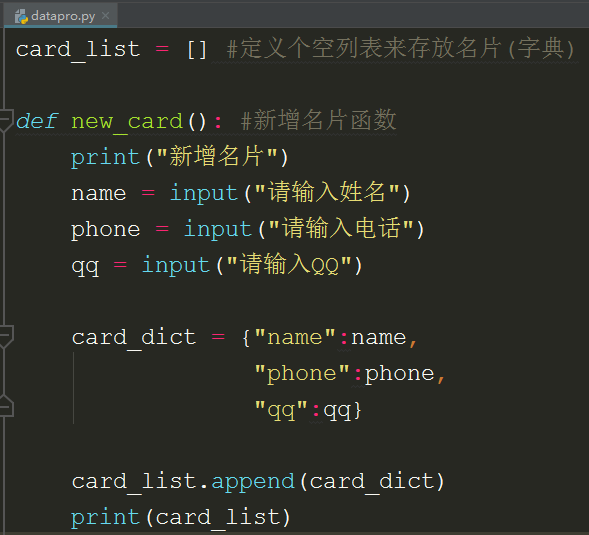 datapro.py
card_list = [] #定义个空列表来存放名片(字典)
def new_card(): #新增名片函数
    print("新增名片")
    name = input("请输入姓名")
    phone = input("请输入电话")
    qq = input("请输入QQ")
    card_dict = {"name":name,
                 "phone":phone,
                 "qq":qq}
    card_list.append(card_dict)
    print(card_list)